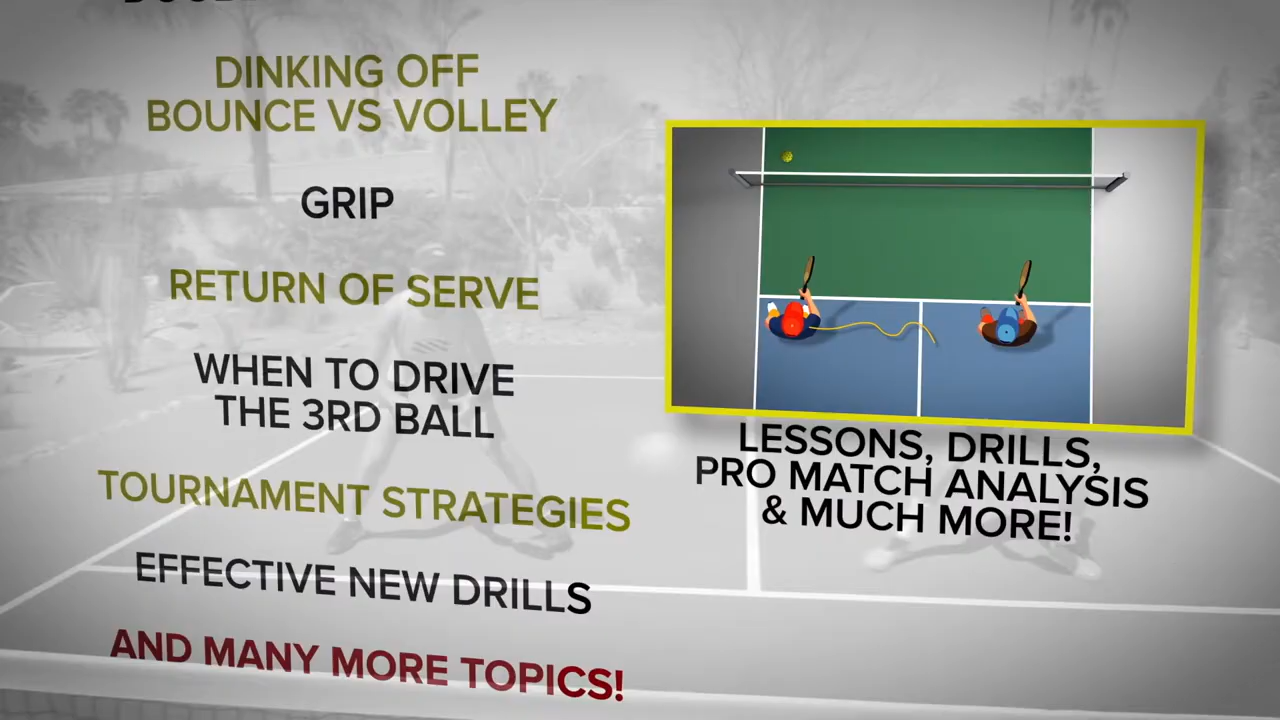 DINKING OFF
BOUNCE VS VOLLEY
GRIP
RETURN OF SERVE
WHEN TO DRIVE
THE 3RD BALL
TOURNAMENT STRATEGIES
EFFECTIVE NEW DRILLS
AND MANY MORE TOPICS!
LESSONS, DRILLS,
PRO MATCH ANALYSIS
& MUCH MORE!